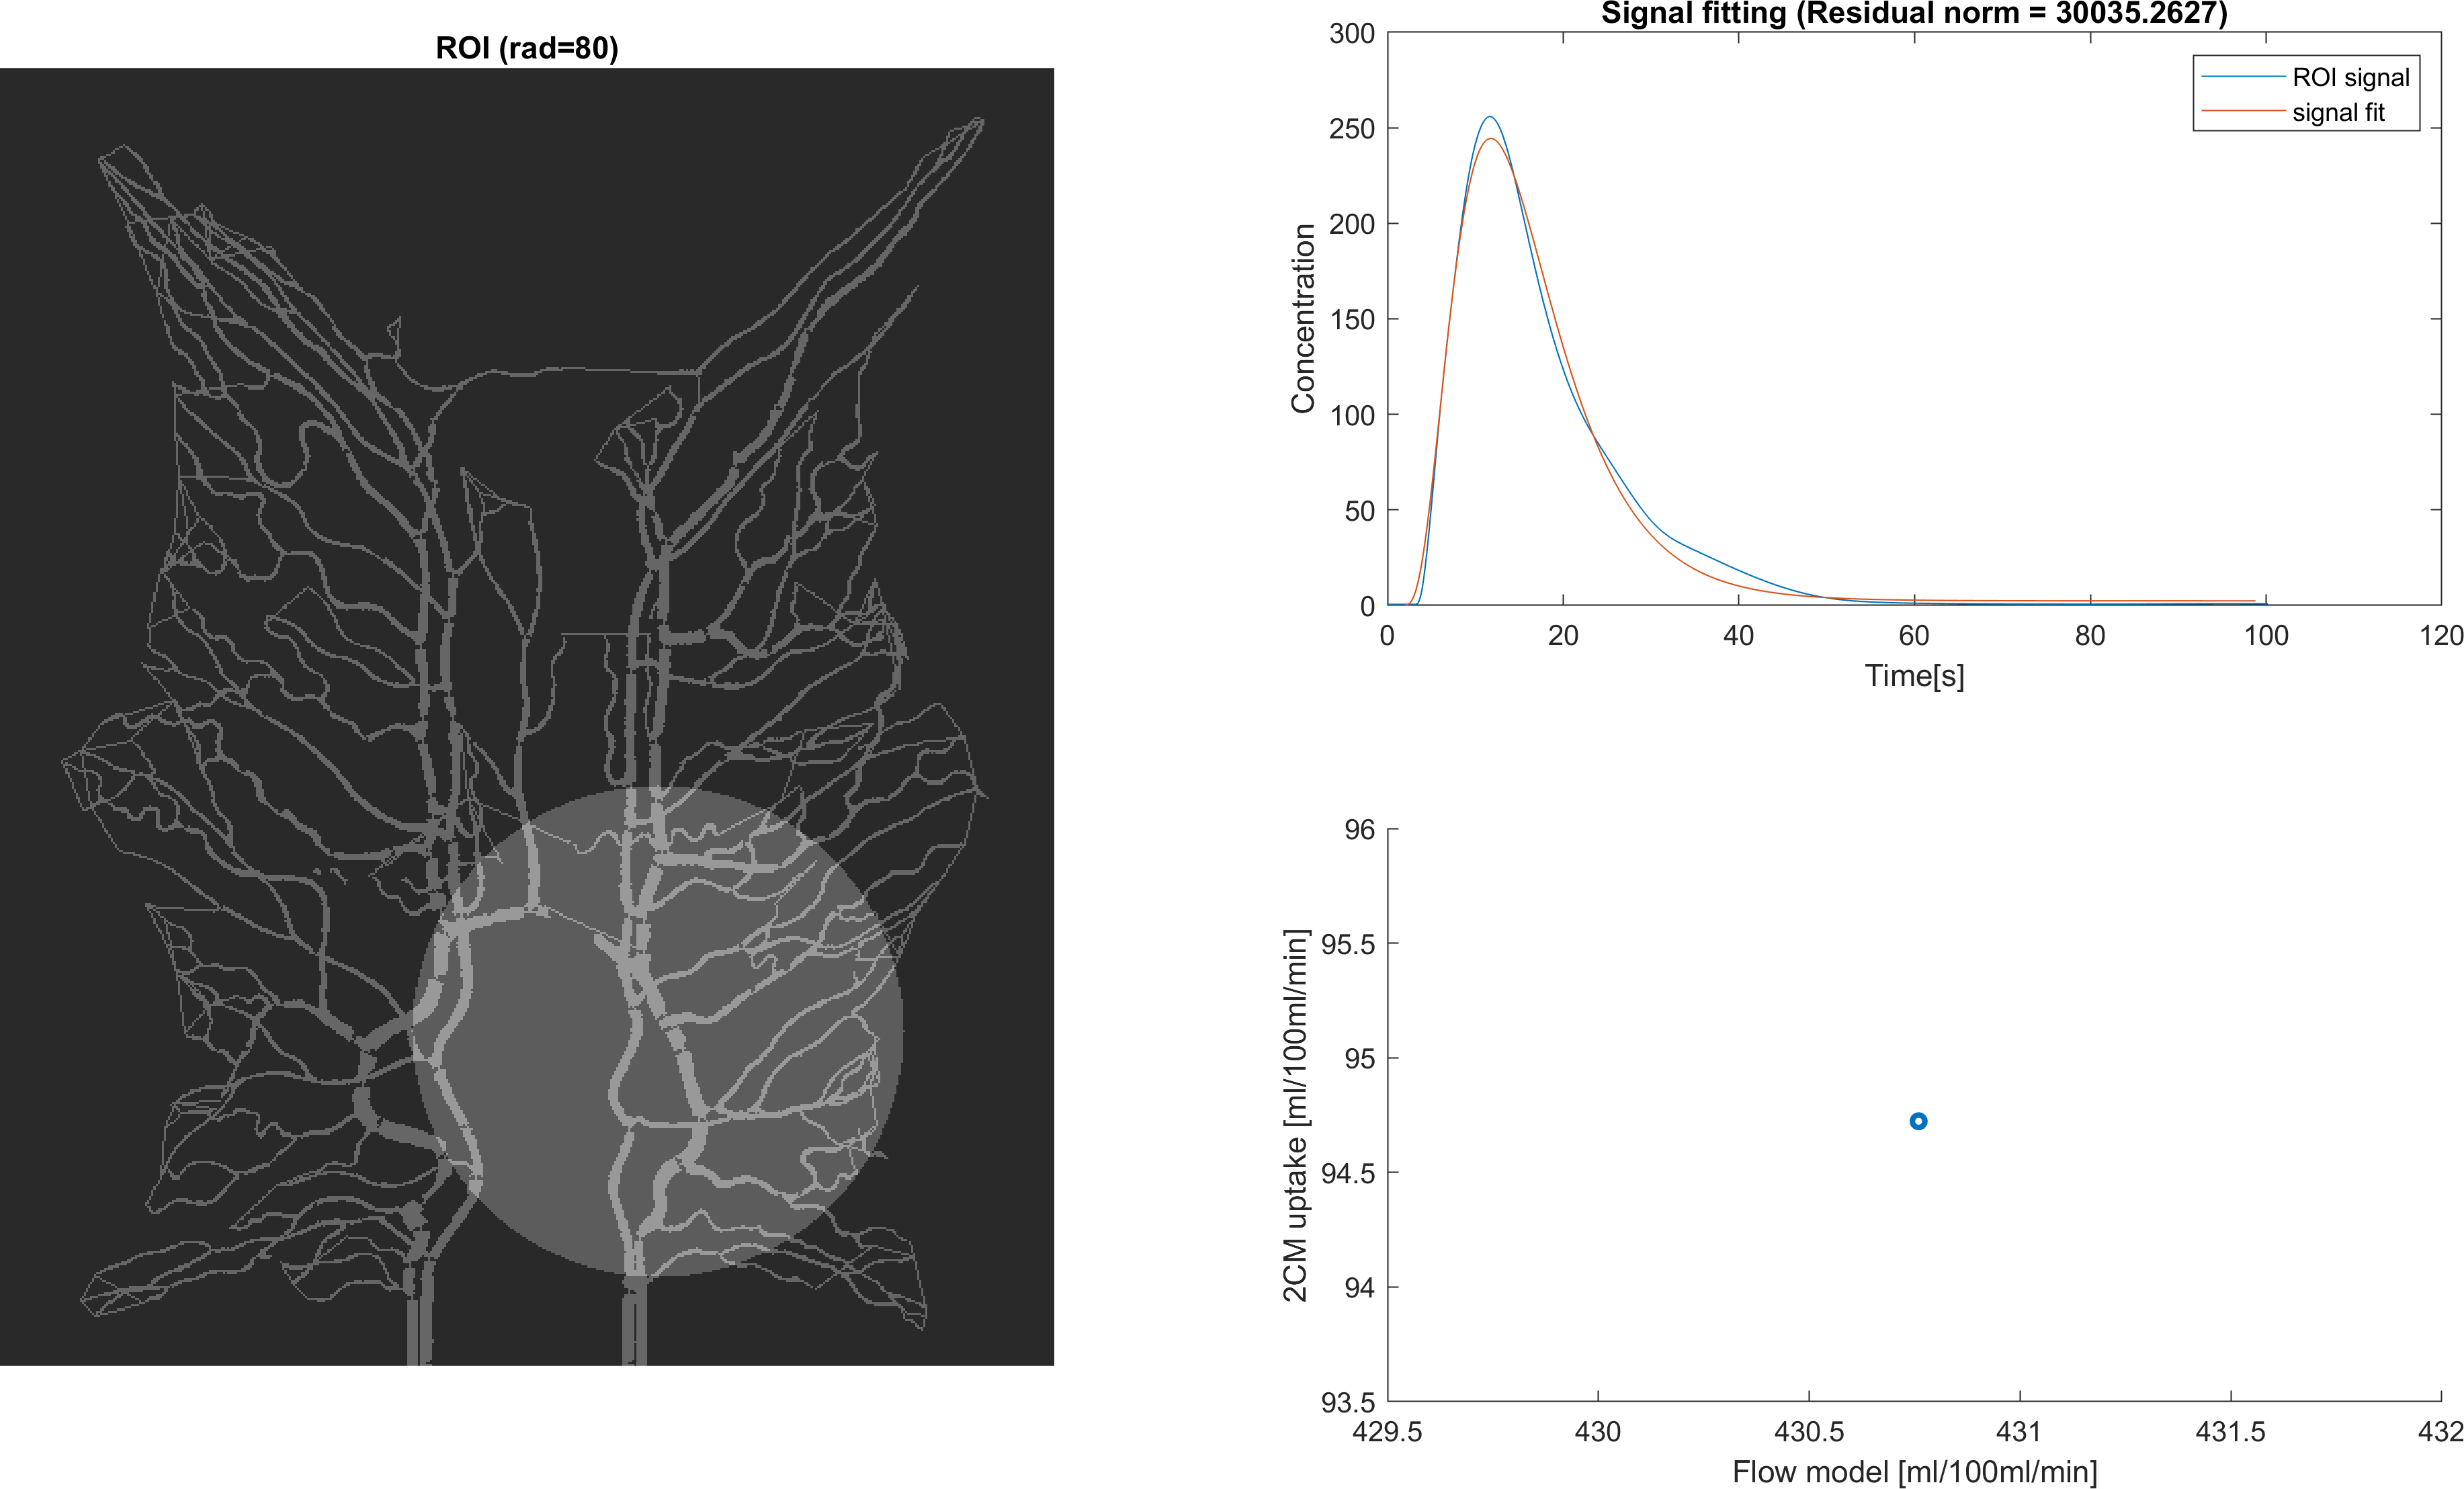 ROI (rad=80)
Signal fitting (Residual norm = 30035.2627)
300
250
200
150
100
50
0
Concentration
ROI signal
signal fit
0 20 40 60 80 100 120
Time[s]
96
95.5
95
94.5
94
93.5
2CM uptake [ml/100ml/min]
429.5 430 430.5 431 431.5 432
Flow model [ml/100ml/min]